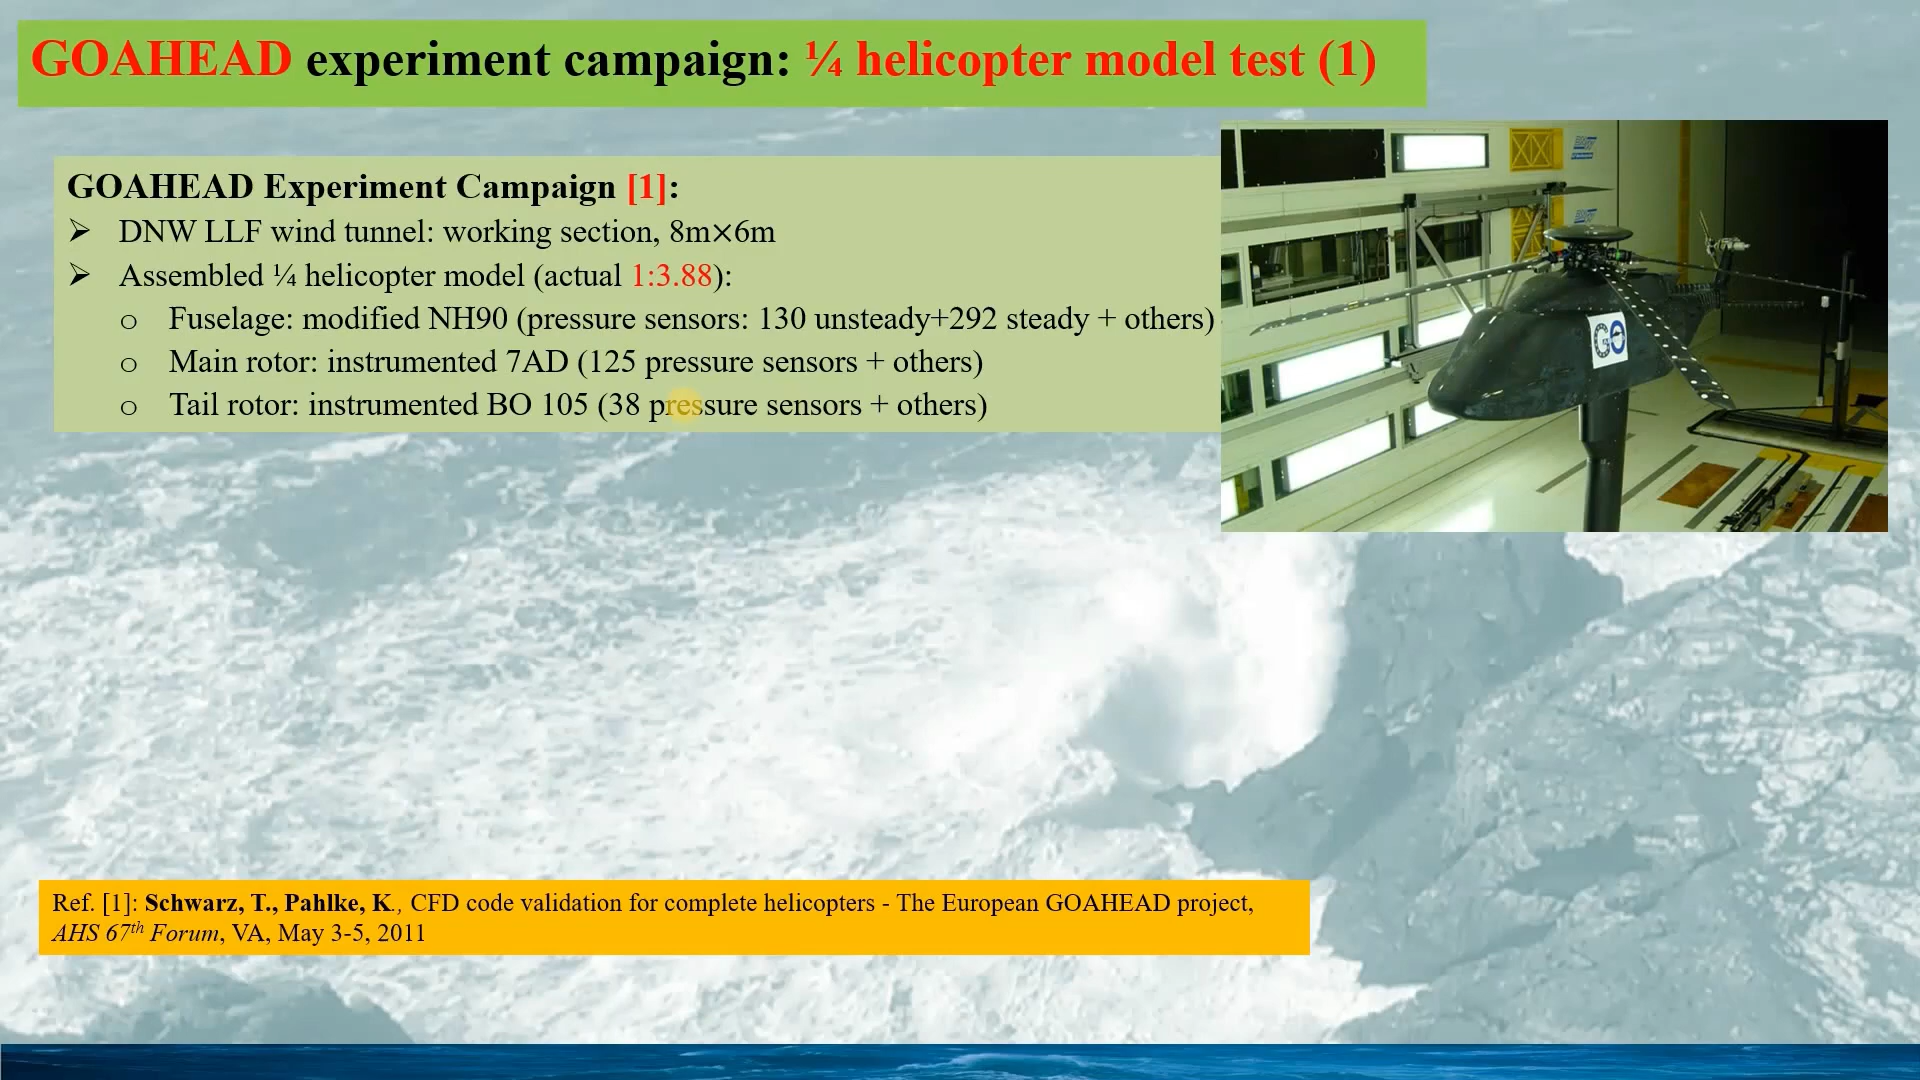 GOAHEAD experiment campaign: ¼ helicopter model test (1)
GOAHEAD Experiment Campaign [1]:
➢ DNW LLF wind tunnel: working section, 8m×6m
➢ Assembled ¼ helicopter model (actual 1:3.88):
o Fuselage: modified NH90 (pressure sensors: 130 unsteady+292 steady + others)
o Main rotor: instrumented 7AD (125 pressure sensors + others)
o Tail rotor: instrumented BO 105 (38 pressure sensors + others)
GO
Ref. [1]: Schwarz, T., Pahlke, K., CFD code validation for complete helicopters - The European GOAHEAD project,
AHS 67th Forum, VA, May 3-5, 2011